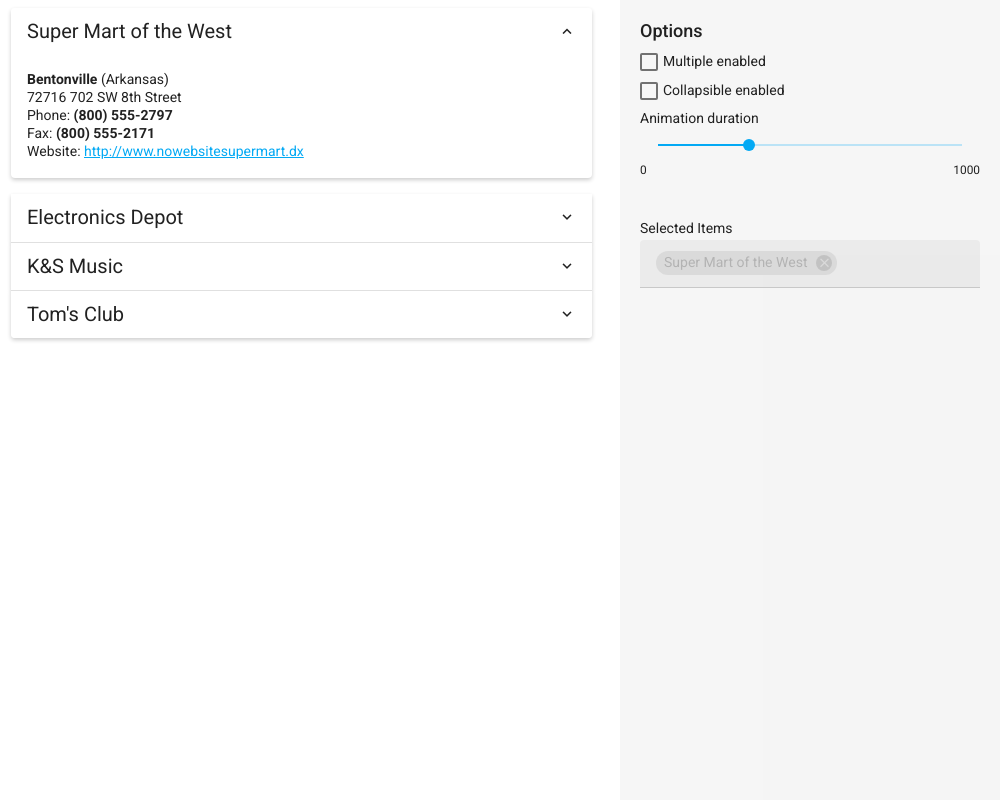 Super Mart of the West
Bentonville (Arkansas)
72716 702 SW 8th Street
Phone: (800) 555-2797
Fax: (800) 555-2171
Website: http://www.nowebsitesupermart.dx
Electronics Depot
K&S Music
Tom's Club
Options
Multiple enabled
Collapsible enabled
Animation duration
0 1000
Selected Items
Super Mart of the West